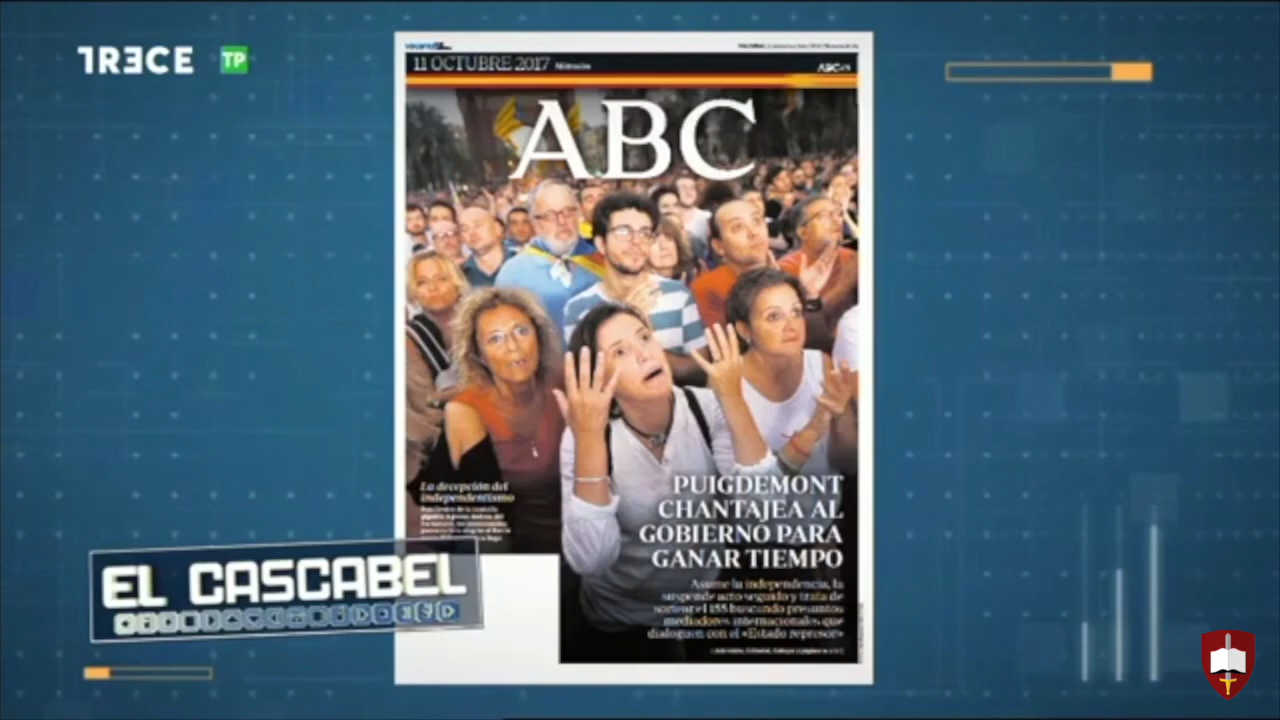 TRECE TP
11 OCTUBRE 2017
ABC
La decepción del
independentismo
PUIGDEMONT
CHANTAJEA AL
GOBIERNO PARA
GANAR TIEMPO
Asume la independencia, la
suspende acto seguido y trata de
sortear el 155 buscando presuntos
mediadores internacionales que
dialoguen con el «Estado represor»
EL CASCABEL